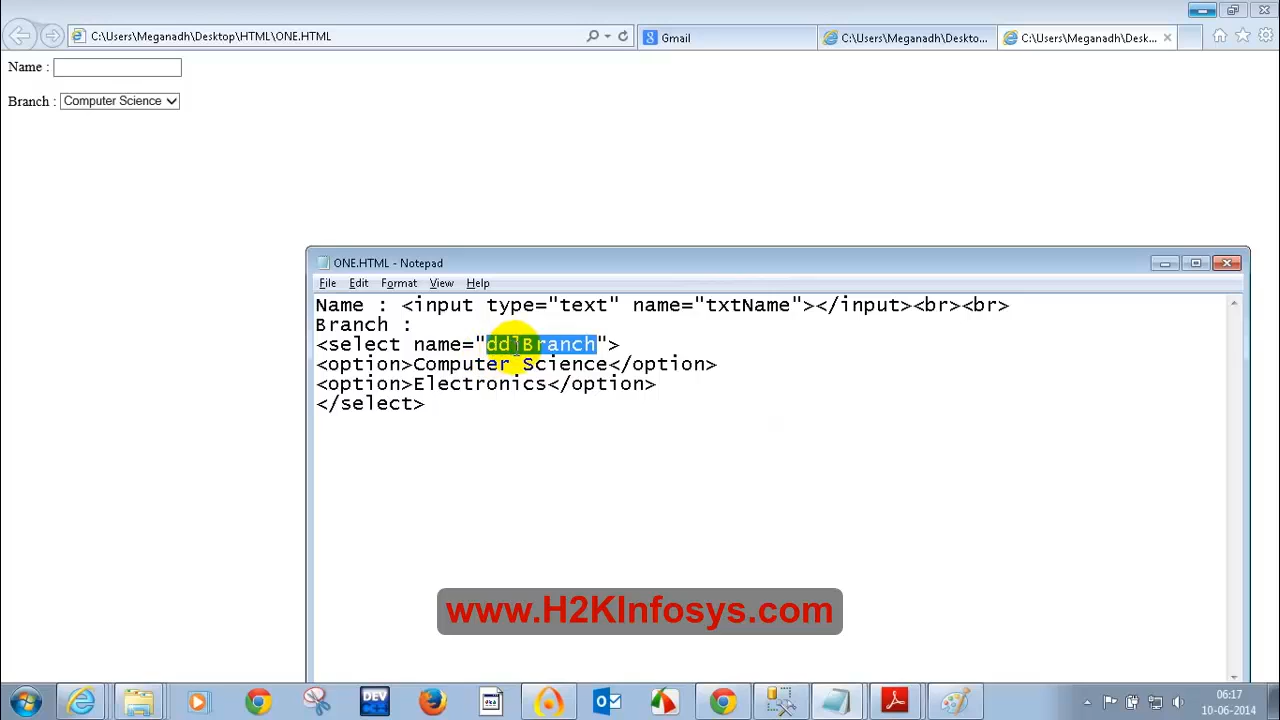 C:\Users\Meganadh\Desktop\HTML\ONE.HTML
Gmail
C:\Users\Meganadh\Deskto...
C:\Users\Meganadh\Desk...
Name :
Branch : Computer Science
ONE.HTML - Notepad
File Edit Format View Help
Name : <input type="text" name="txtName"></input><br><br>
Branch :
<select name="ddlBranch">
<option>Computer Science</option>
<option>Electronics</option>
</select>
www.H2KInfosys.com
DEV
06:17
10-06-2014